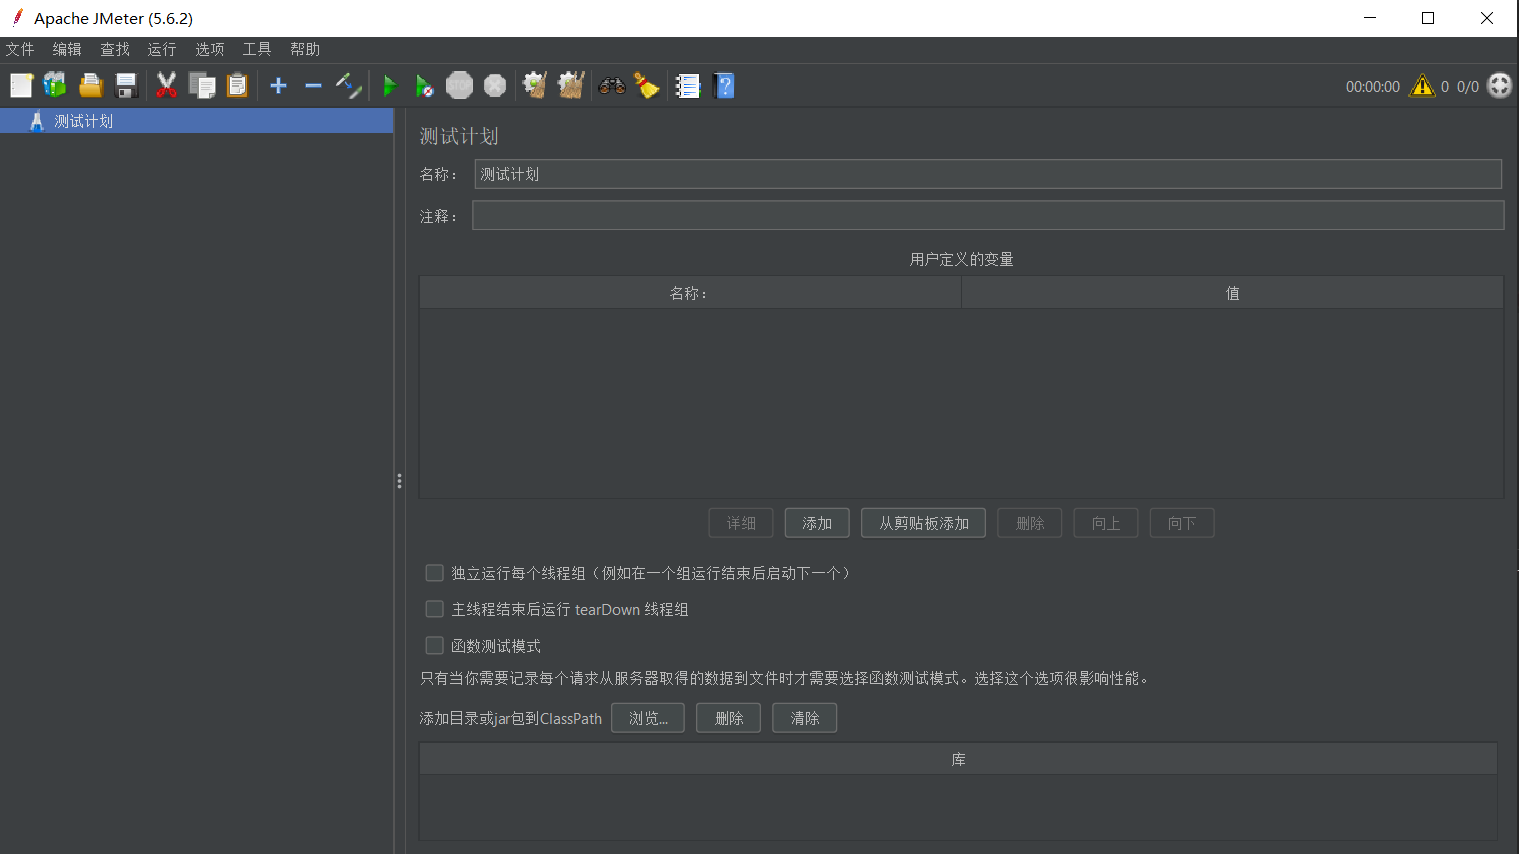 Apache JMeter (5.6.2)
文件 编辑 查找 运行 选项 工具 帮助
STOP 00:00:00 0 0/0
测试计划
测试计划
名称： 测试计划
注释：
用户定义的变量
名称： 值
详细 添加 从剪贴板添加 删除 向上 向下
独立运行每个线程组（例如在一个组运行结束后启动下一个）
主线程结束后运行 tearDown 线程组
函数测试模式
只有当你需要记录每个请求从服务器取得的数据到文件时才需要选择函数测试模式。选择这个选项很影响性能。
添加目录或jar包到ClassPath 浏览... 删除 清除
库